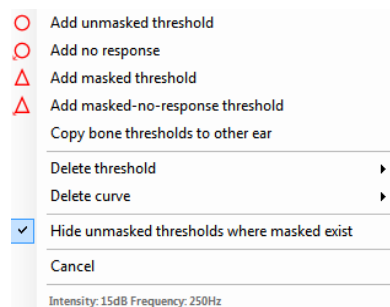 Add unmasked threshold
Add no response
Add masked threshold
Add masked-no-response threshold
Copy bone thresholds to other ear
Delete threshold
Delete curve
Hide unmasked thresholds where masked exist
Cancel
Intensity: 15dB Frequency: 250Hz